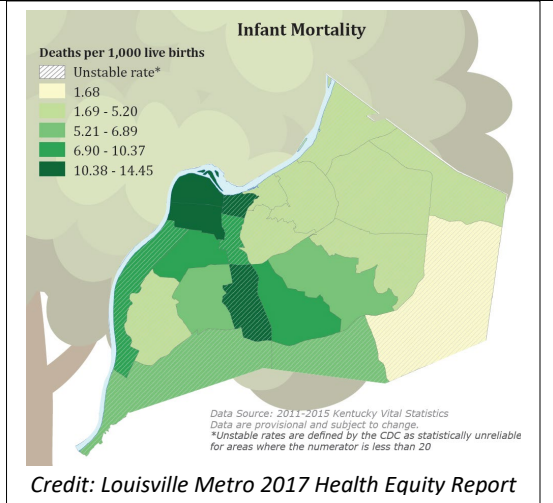 Infant Mortality
Deaths per 1,000 live births
Unstable rate*
1.68
1.69 - 5.20
5.21 - 6.89
6.90 - 10.37
10.38 - 14.45
Data Source: 2011-2015 Kentucky Vital Statistics
Data are provisional and subject to change.
*Unstable rates are defined by the CDC as statistically unreliable
for areas where the numerator is less than 20
Credit: Louisville Metro 2017 Health Equity Report